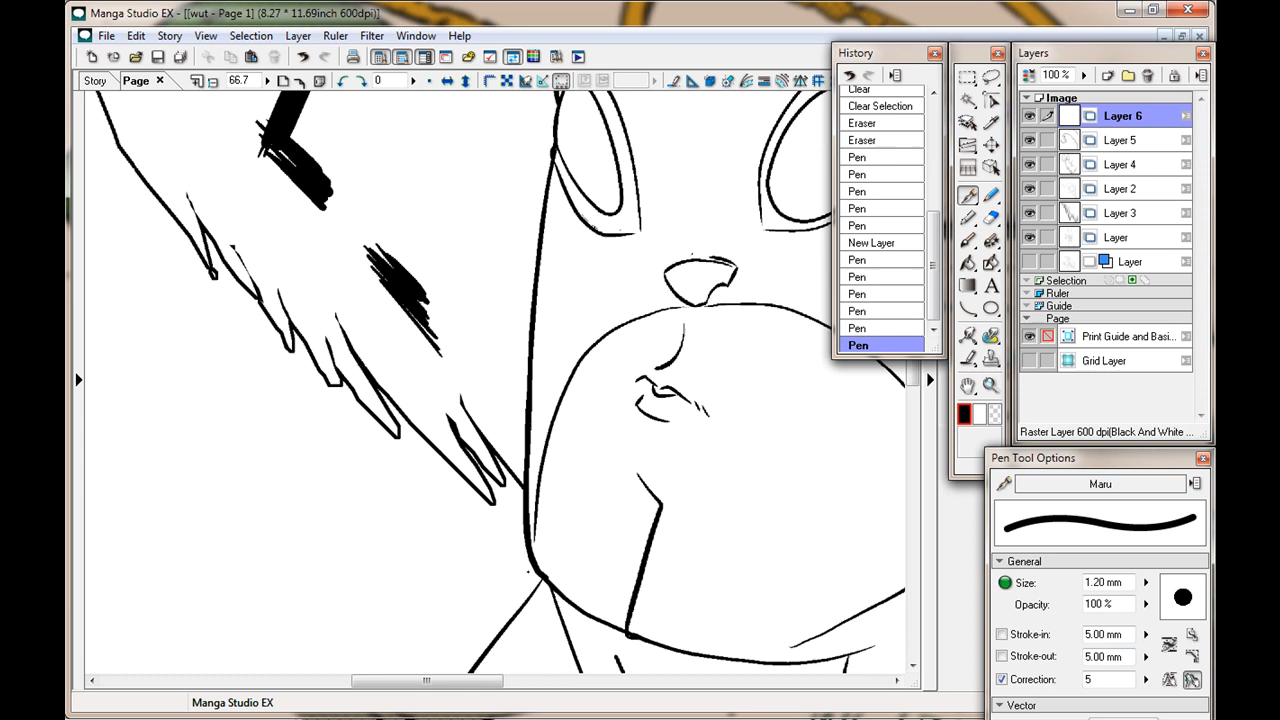 Manga Studio EX - [[wut - Page 1] (8.27 * 11.69inch 600dpi)]
File Edit Story View Selection Layer Ruler Filter Window Help
Story Page 66.7 0
History
Clear
Clear Selection
Eraser
Eraser
Pen
Pen
Pen
Pen
Pen
New Layer
Pen
Pen
Pen
Pen
Pen
Pen
Layers
100 %
Image
Layer 6
Layer 5
Layer 4
Layer 2
Layer 3
Layer
Layer
Selection
Ruler
Guide
Page
Print Guide and Basi...
Grid Layer
Raster Layer 600 dpi(Black And White ...
Pen Tool Options
Maru
General
Size: 1.20 mm
Opacity: 100 %
Stroke-in: 5.00 mm
Stroke-out: 5.00 mm
Correction: 5
Vector
Manga Studio EX